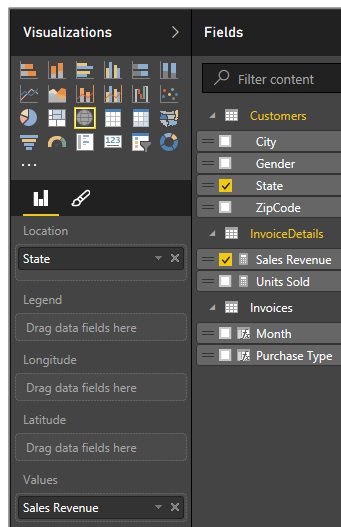 Visualizations
Location
State
Legend
Drag data fields here
Longitude
Drag data fields here
Latitude
Drag data fields here
Values
Sales Revenue
Fields
Filter content
Customers
City
Gender
State
ZipCode
InvoiceDetails
Sales Revenue
Units Sold
Invoices
Month
Purchase Type